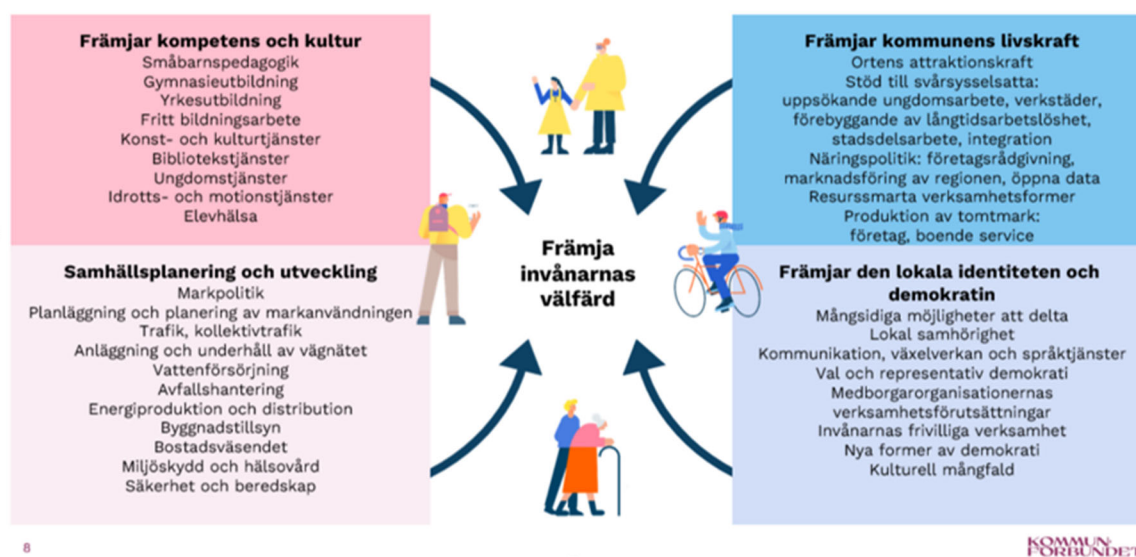 Främjar kompetens och kultur
Småbarnspedagogik
Gymnasieutbildning
Yrkesutbildning
Fritt bildningsarbete
Konst- och kulturtjänster
Bibliotekstjänster
Ungdomstjänster
Idrotts- och motionstjänster
Elevhälsa
Samhällsplanering och utveckling
Markpolitik
Planläggning och planering av markanvändningen
Trafik, kollektivtrafik
Anläggning och underhåll av vägnätet
Vattenförsörjning
Avfallshantering
Energiproduktion och distribution
Byggnadstillsyn
Bostadsväsendet
Miljöskydd och hälsovård
Säkerhet och beredskap
Främja
invånarnas
välfärd
Främjar kommunens livskraft
Ortens attraktionskraft
Stöd till svårsysselsatta:
uppsökande ungdomsarbete, verkstäder,
förebyggande av långtidsarbetslöshet,
stadsdelsarbete, integration
Näringspolitik: företagsrådgivning,
marknadsföring av regionen, öppna data
Resurssmarta verksamhetsformer
Produktion av tomtmark:
företag, boende service
Främjar den lokala identiteten och
demokratin
Mångsidiga möjligheter att delta
Lokal samhörighet
Kommunikation, växelverkan och språktjänster
Val och representativ demokrati
Medborgarorganisationernas
verksamhetsförutsättningar
Invånarnas frivilliga verksamhet
Nya former av demokrati
Kulturell mångfald
8
KOMMUN-
FÖRBUNDET